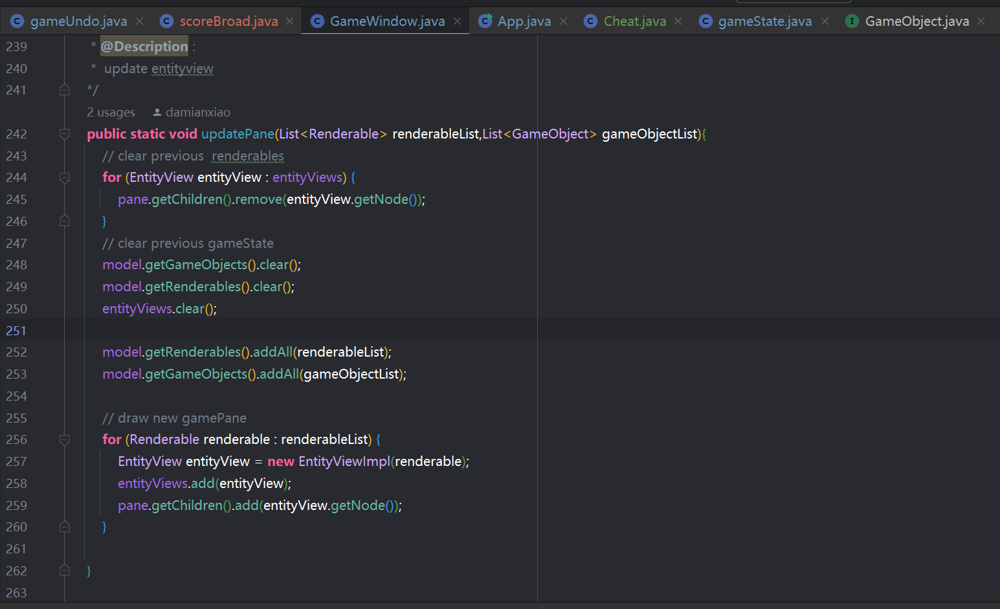 gameUndo.java scoreBroad.java GameWindow.java App.java Cheat.java gameState.java GameObject.java
239 * @Description :
240 * update entityview
241 */
2 usages damianxiao
242 public static void updatePane(List<Renderable> renderableList,List<GameObject> gameObjectList){
243 // clear previous  renderables
244 for (EntityView entityView : entityViews) {
245 pane.getChildren().remove(entityView.getNode());
246 }
247 // clear previous gameState
248 model.getGameObjects().clear();
249 model.getRenderables().clear();
250 entityViews.clear();
251
252 model.getRenderables().addAll(renderableList);
253 model.getGameObjects().addAll(gameObjectList);
254
255 // draw new gamePane
256 for (Renderable renderable : renderableList) {
257 EntityView entityView = new EntityViewImpl(renderable);
258 entityViews.add(entityView);
259 pane.getChildren().add(entityView.getNode());
260 }
261
262 }
263